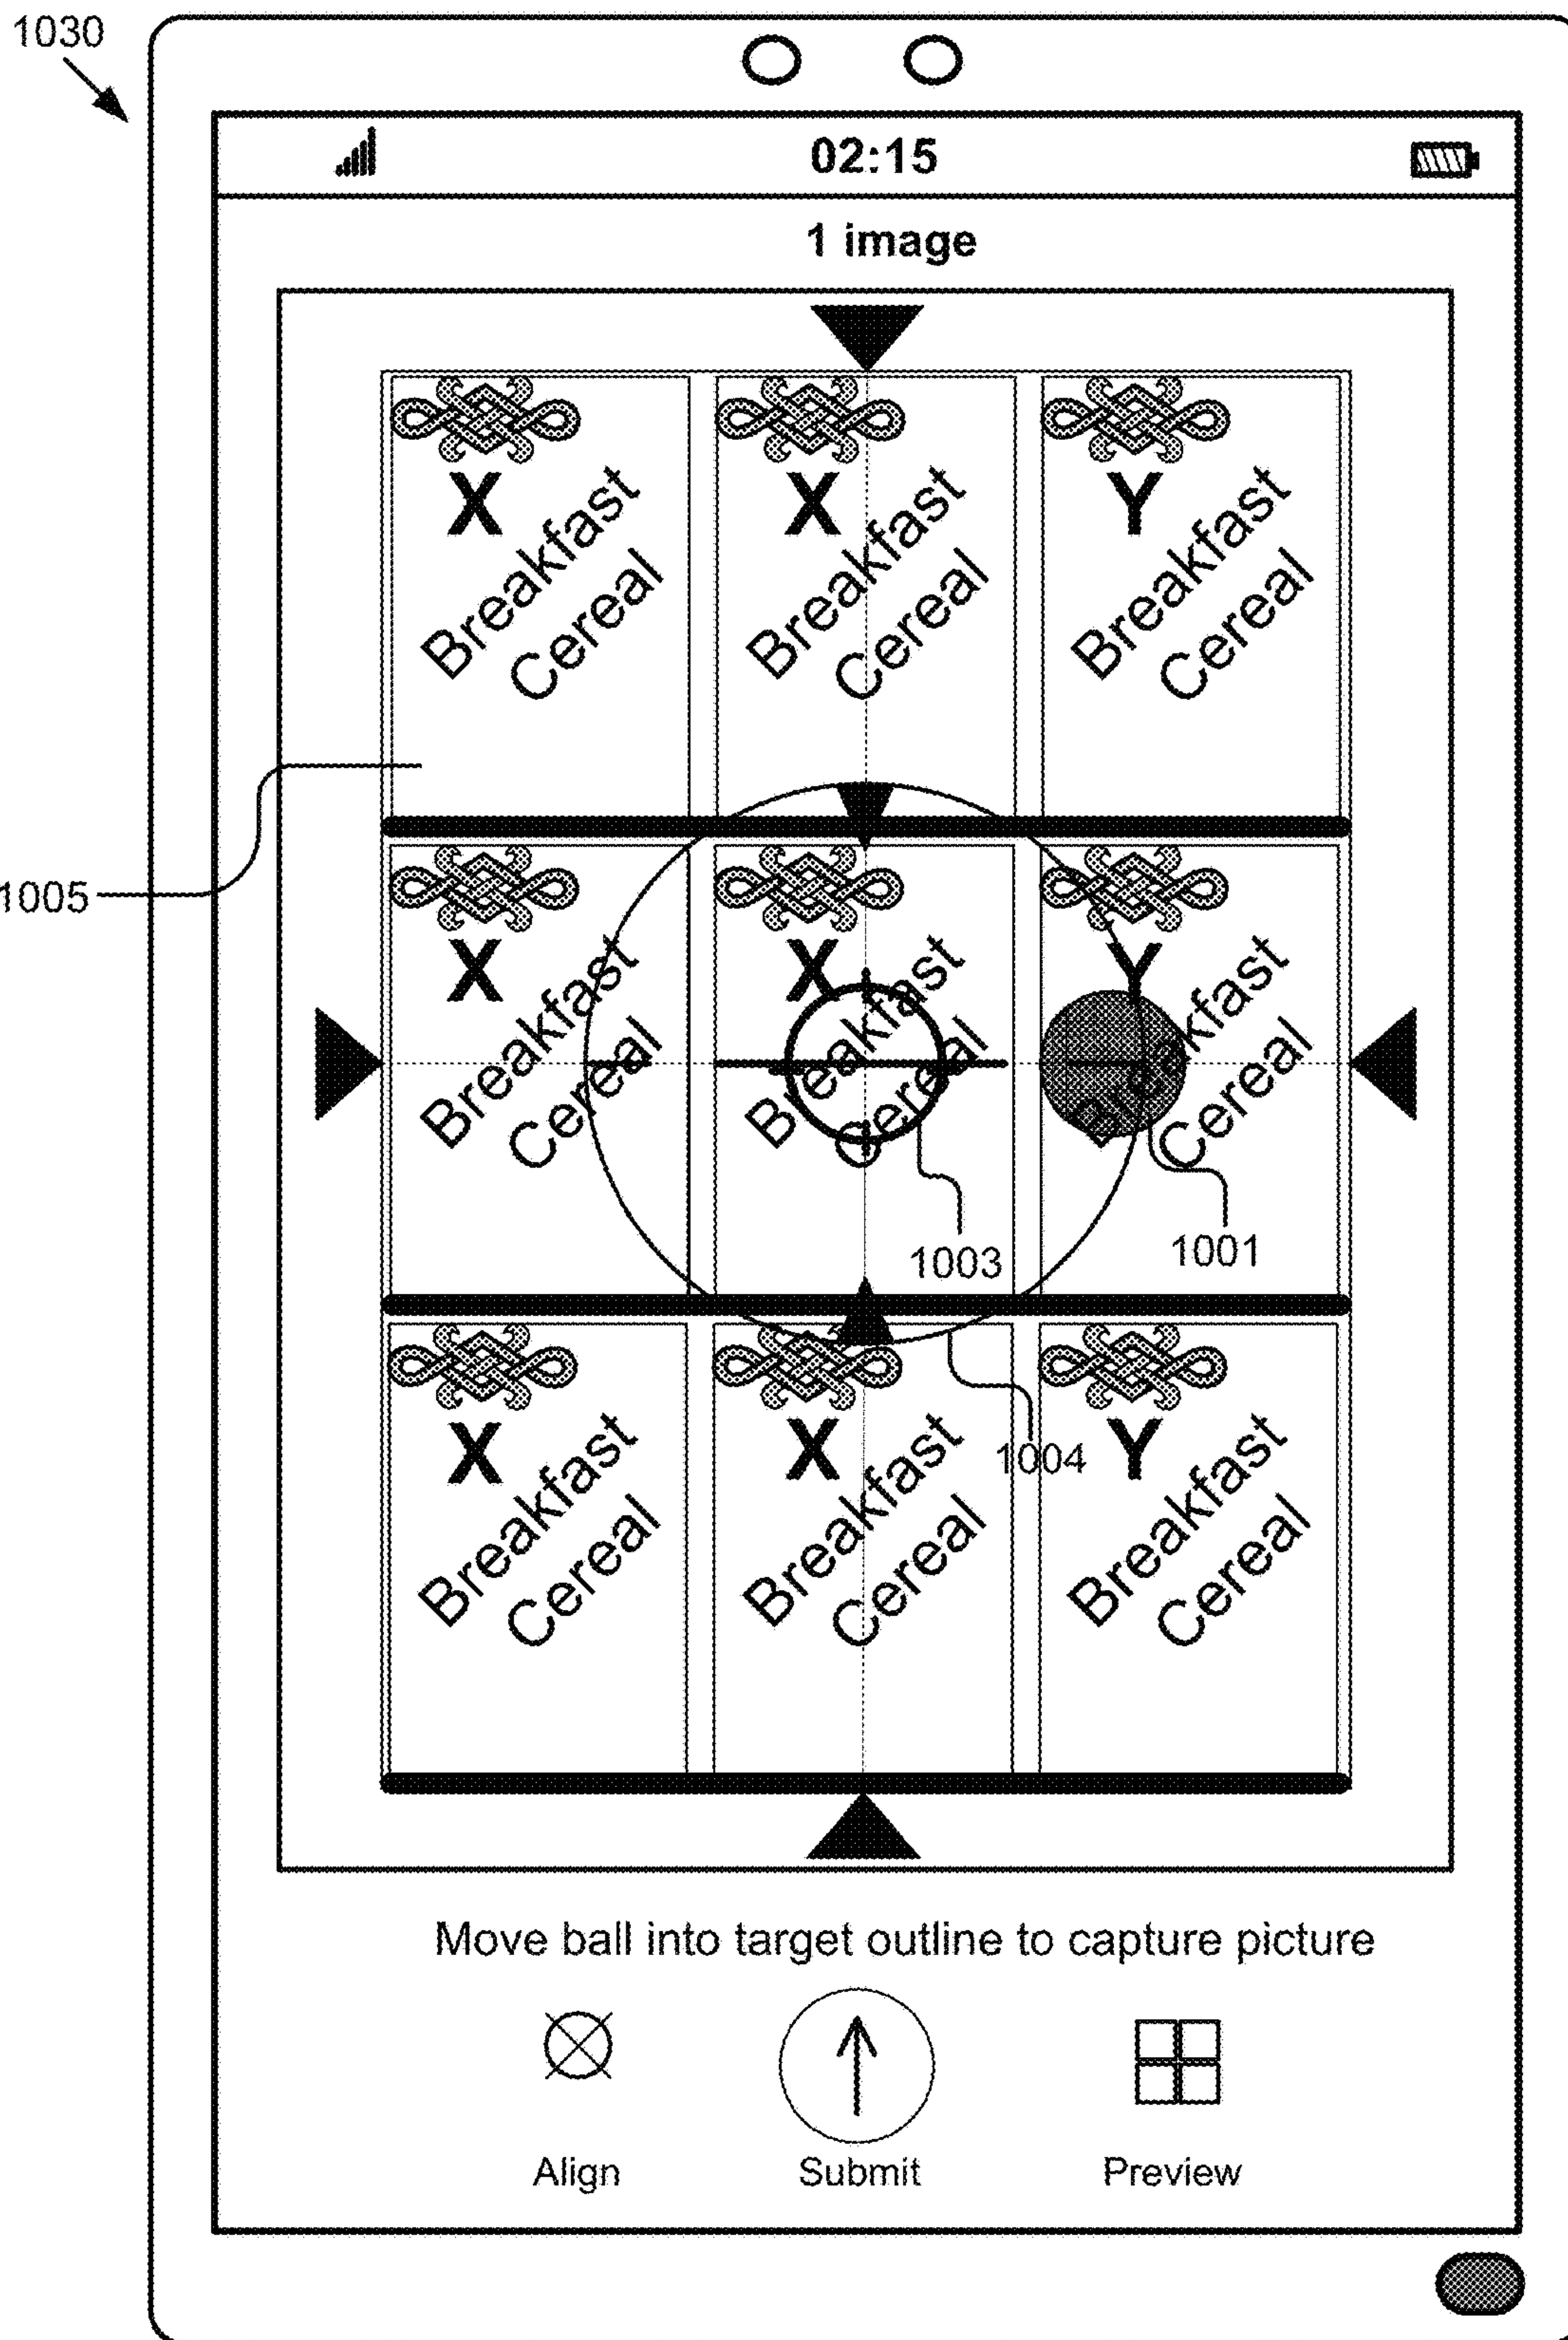 1030
02:15
1 image
X
Breakfast
Cereal
X
Breakfast
Cereal
Y
Breakfast
Cereal
1005
X
Breakfast
Cereal
X
Breakfast
Cereal
Y
Breakfast
Cereal
1003
1001
X
Breakfast
Cereal
X
Breakfast
Cereal
1004
Y
Breakfast
Cereal
Move ball into target outline to capture picture
Align
Submit
Preview